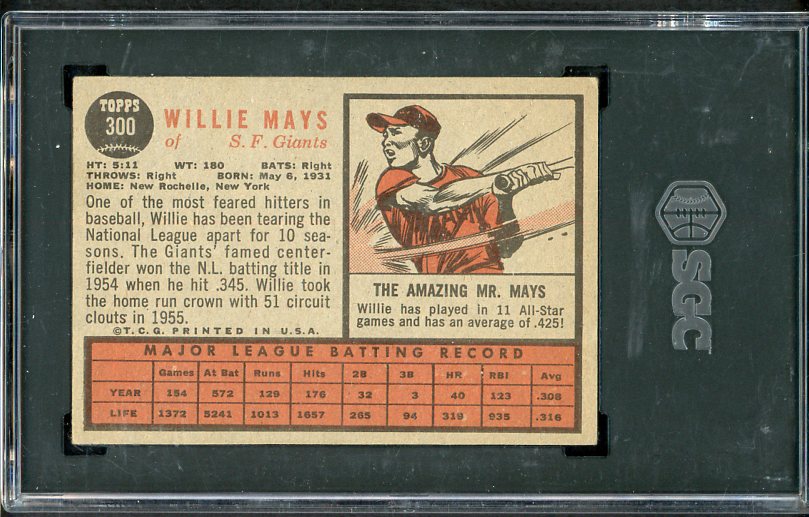 TOPPS
300
WILLIE MAYS
of S. F. Giants
HT: 5:11 WT: 180 BATS: Right
THROWS: Right BORN: May 6, 1931
HOME: New Rochelle, New York
One of the most feared hitters in
baseball, Willie has been tearing the
National League apart for 10 sea-
sons. The Giants' famed center-
fielder won the N.L. batting title in
1954 when he hit .345. Willie took
the home run crown with 51 circuit
clouts in 1955.
©T.C.G. PRINTED IN U.S.A.
THE AMAZING MR. MAYS
Willie has played in 11 All-Star
games and has an average of .425!
MAJOR LEAGUE BATTING RECORD
Games At Bat Runs Hits 2B 3B HR RBI Avg
YEAR 154 572 129 176 32 3 40 123 .308
LIFE 1372 5241 1013 1657 265 94 319 935 .316
SGC